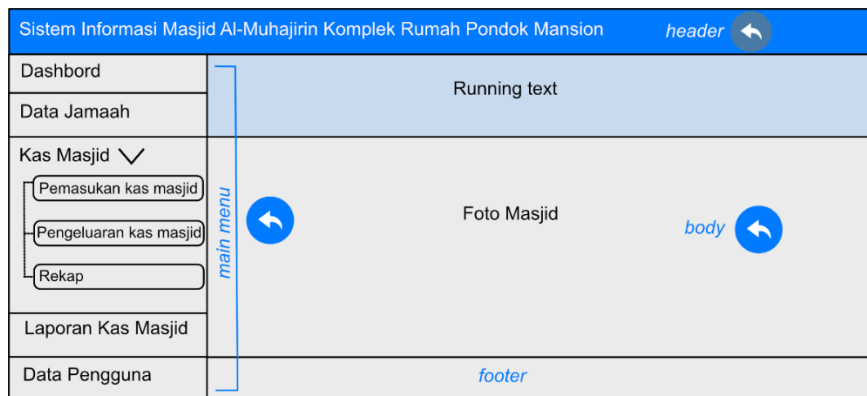 Sistem Informasi Masjid Al-Muhajirin Komplek Rumah Pondok Mansion
header
Dashbord
Data Jamaah
Running text
Kas Masjid
Pemasukan kas masjid
Pengeluaran kas masjid
Rekap
main menu
Foto Masjid
body
Laporan Kas Masjid
Data Pengguna
footer